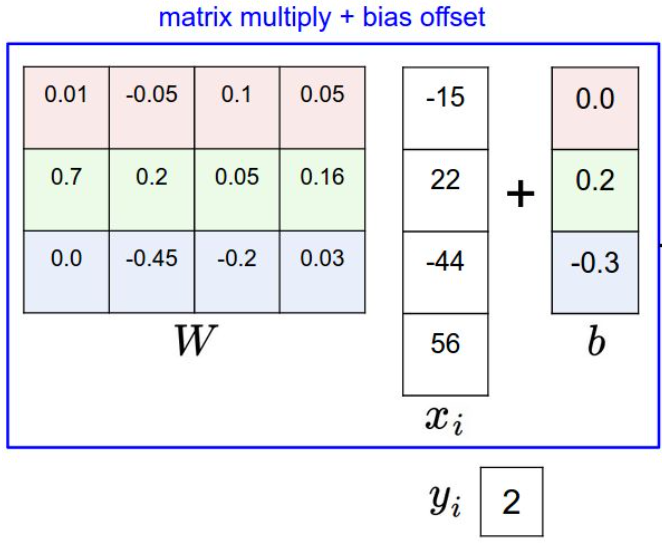 matrix multiply + bias offset
0.01 -0.05 0.1 0.05 -15 0.0
0.7 0.2 0.05 0.16 22 + 0.2
0.0 -0.45 -0.2 0.03 -44 -0.3
W 56 b
x_i
y_i 2